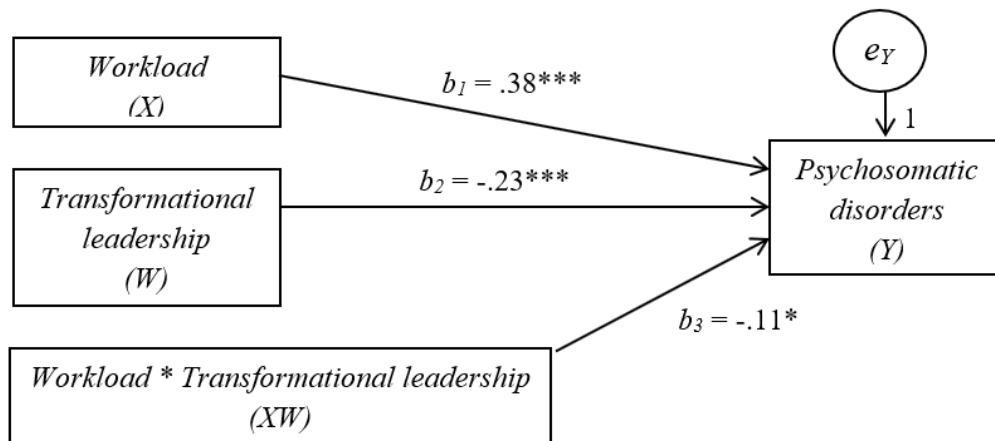 Workload
(X)
b1 = .38***
eY
1
Transformational
leadership
(W)
b2 = -.23***
Psychosomatic
disorders
(Y)
b3 = -.11*
Workload * Transformational leadership
(XW)